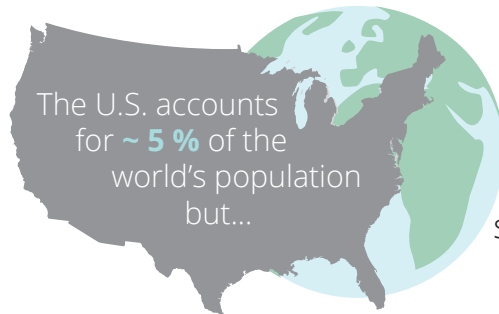 The U.S. accounts
for ~ 5 % of the
world's population
but...